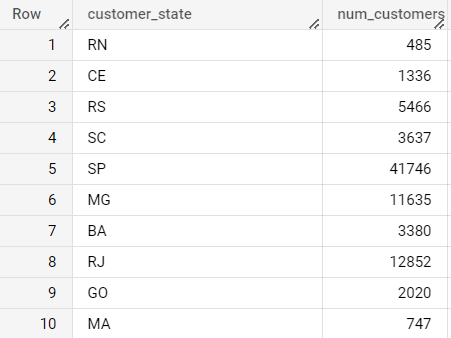 Row customer_state num_customers
1 RN 485
2 CE 1336
3 RS 5466
4 SC 3637
5 SP 41746
6 MG 11635
7 BA 3380
8 RJ 12852
9 GO 2020
10 MA 747